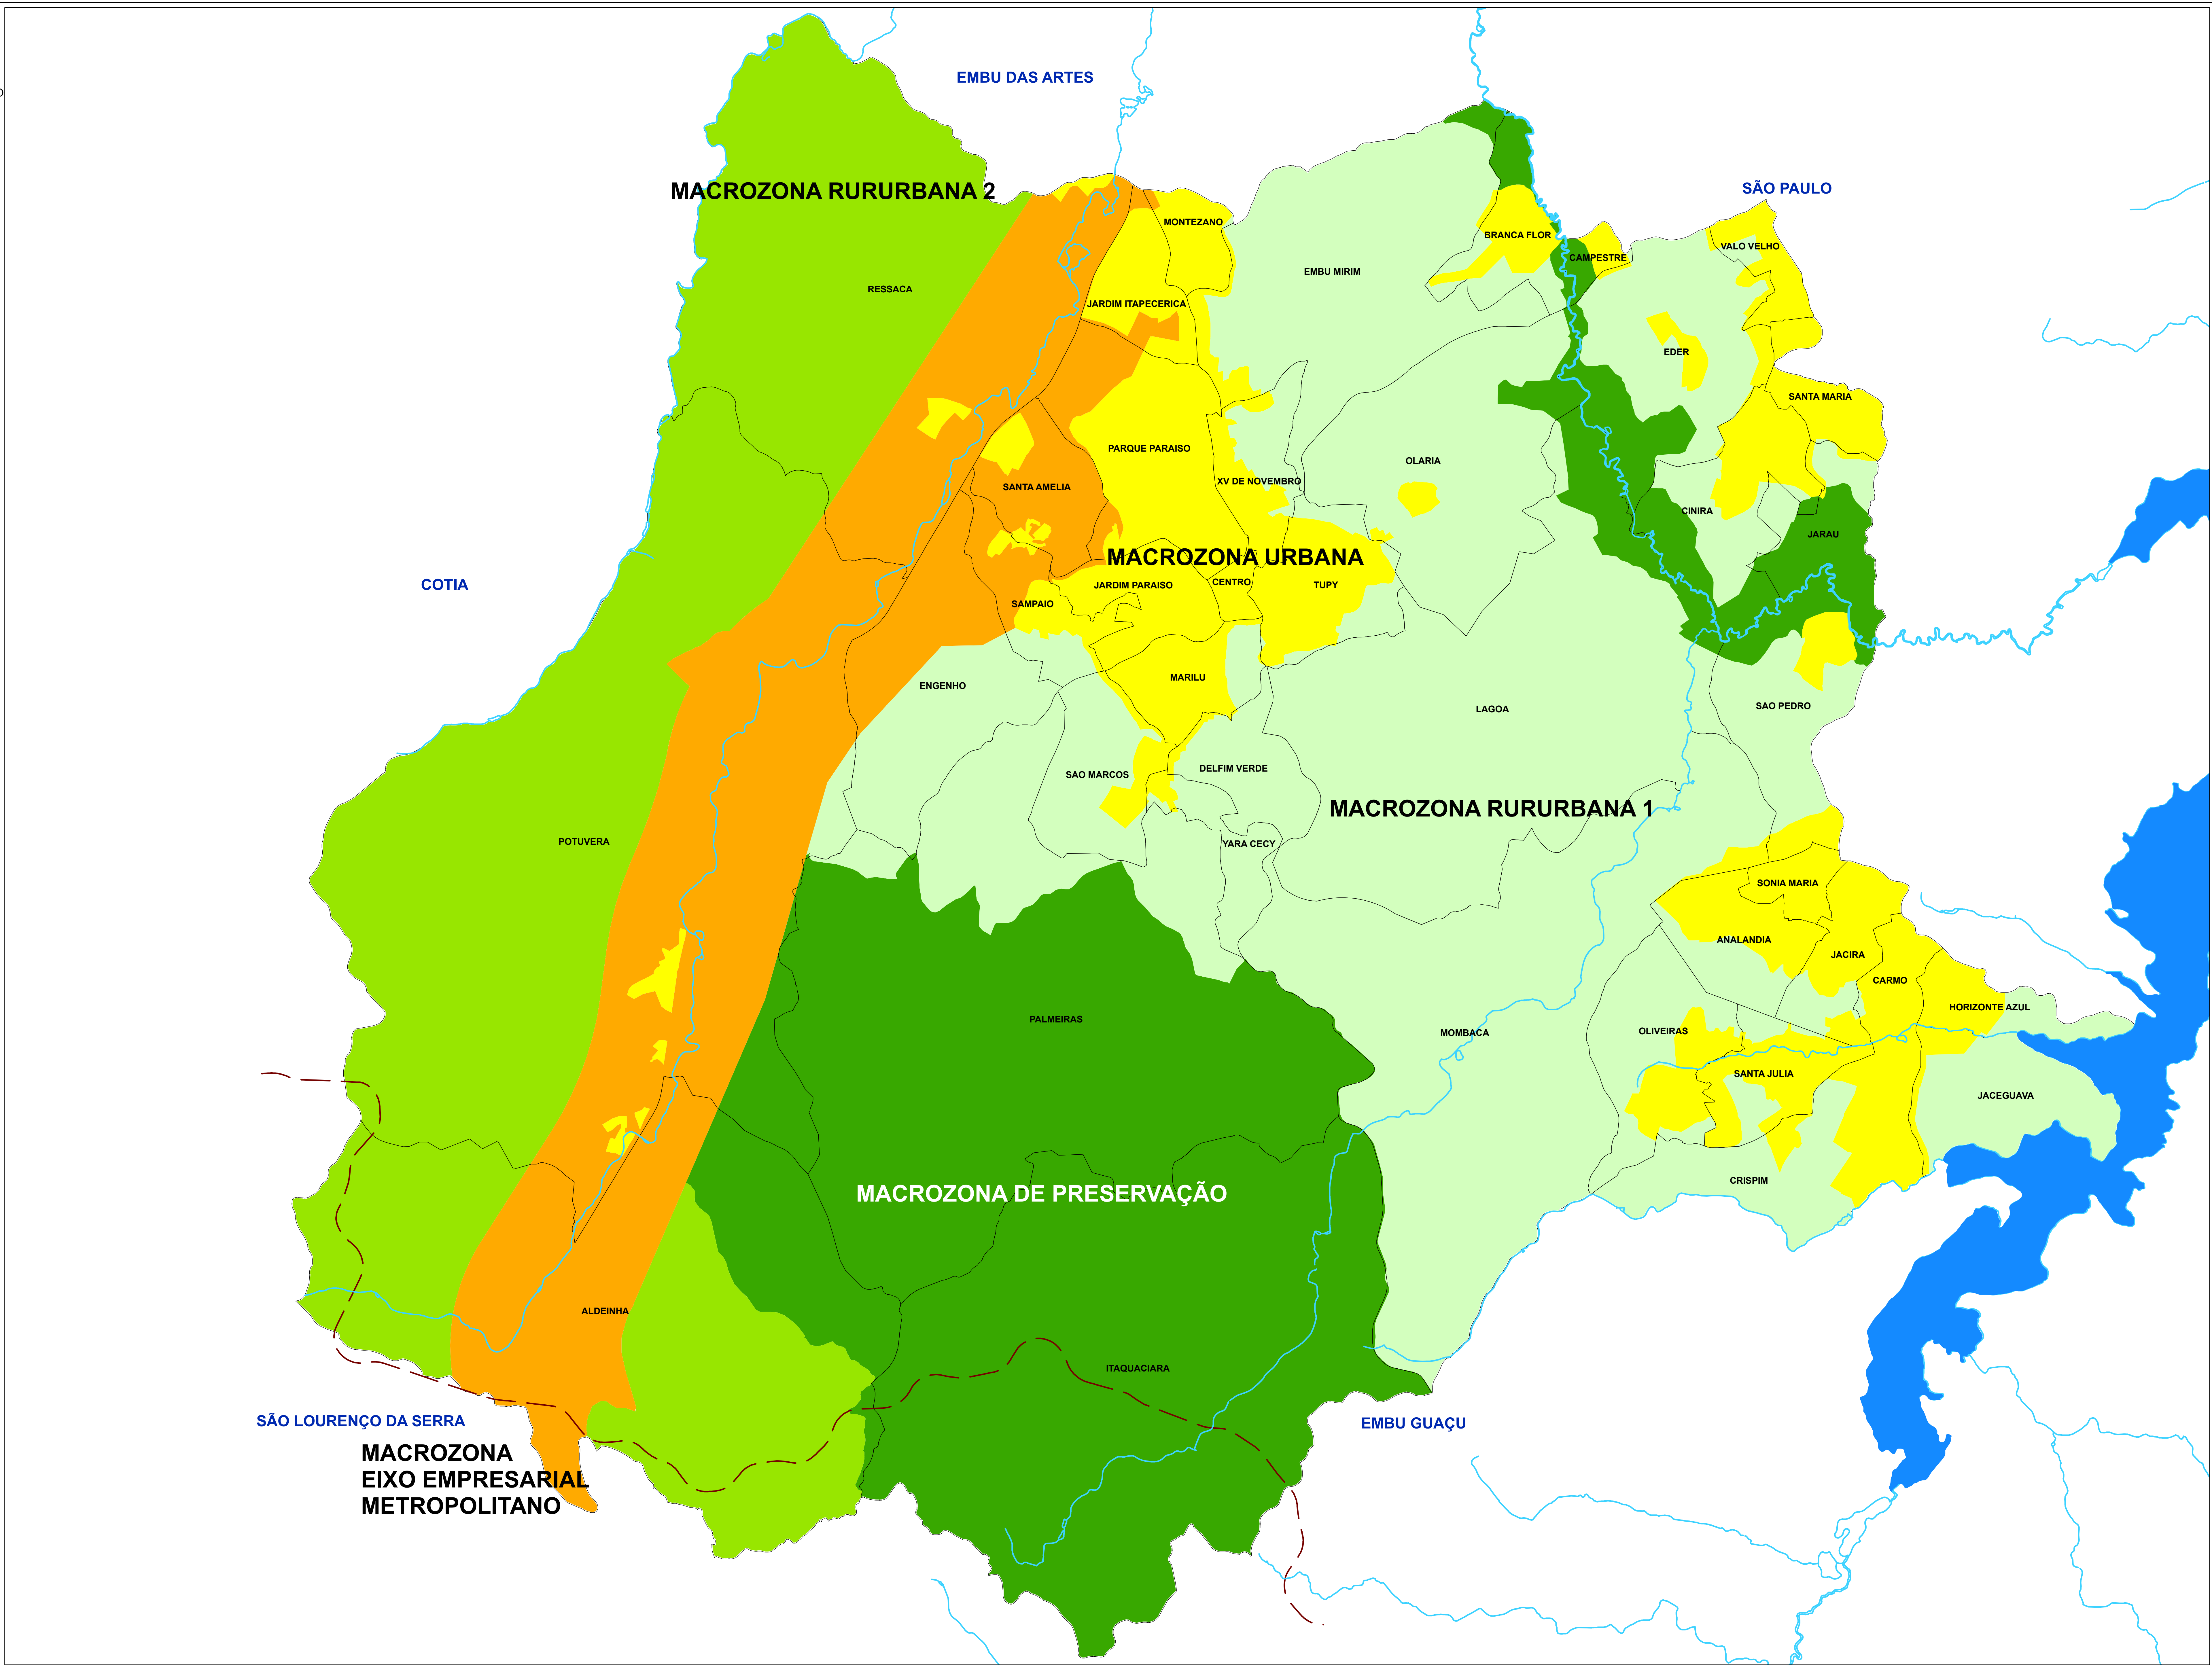 EMBU DAS ARTES
O
MACROZONA RURURBANA 2
SÃO PAULO
MONTEZANO
BRANCA FLOR
VALO VELHO
CAMPESTRE
EMBU MIRIM
RESSACA
JARDIM ITAPECERICA
EDER
SANTA MARIA
PARQUE PARAISO
OLARIA
XV DE NOVEMBRO
SANTA AMELIA
CINIRA
JARAU
MACROZONA URBANA
COTIA
JARDIM PARAISO
CENTRO
TUPY
SAMPAIO
MARILU
ENGENHO
SAO PEDRO
LAGOA
DELFIM VERDE
SAO MARCOS
MACROZONA RURURBANA 1
POTUVERA
YARA CECY
SONIA MARIA
ANALANDIA
JACIRA
CARMO
HORIZONTE AZUL
PALMEIRAS
MOMBACA
OLIVEIRAS
SANTA JULIA
JACEGUAVA
CRISPIM
MACROZONA DE PRESERVAÇÃO
ALDEINHA
ITAQUACIARA
SÃO LOURENÇO DA SERRA
EMBU GUAÇU
MACROZONA
EIXO EMPRESARIAL
METROPOLITANO